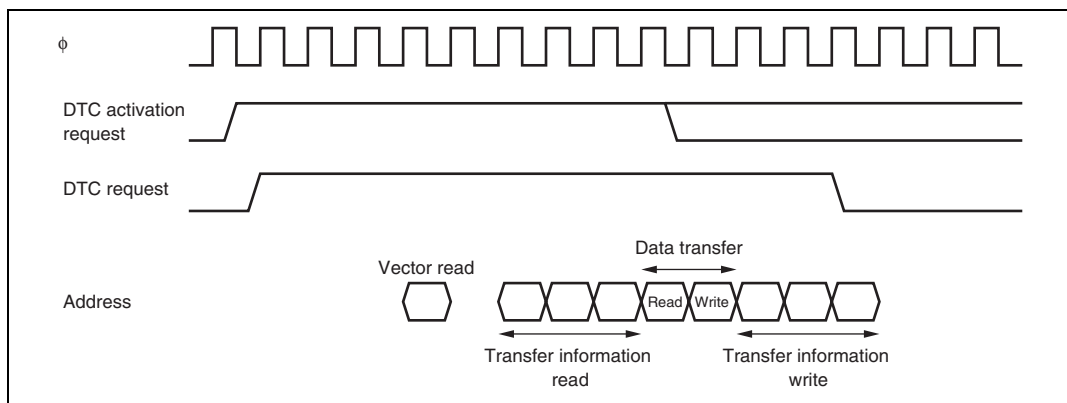 ϕ
DTC activation
request
DTC request
Data transfer
Vector read
Address
Read
Write
Transfer information
read
Transfer information
write